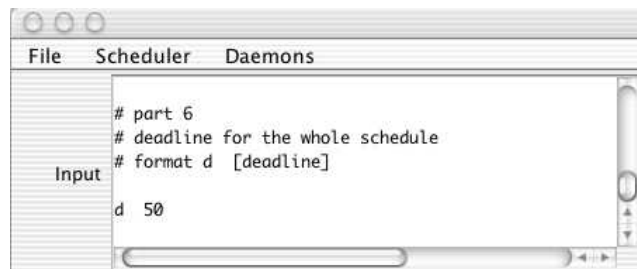 File Scheduler Daemons
Input
# part 6
# deadline for the whole schedule
# format d [deadline]
d 50